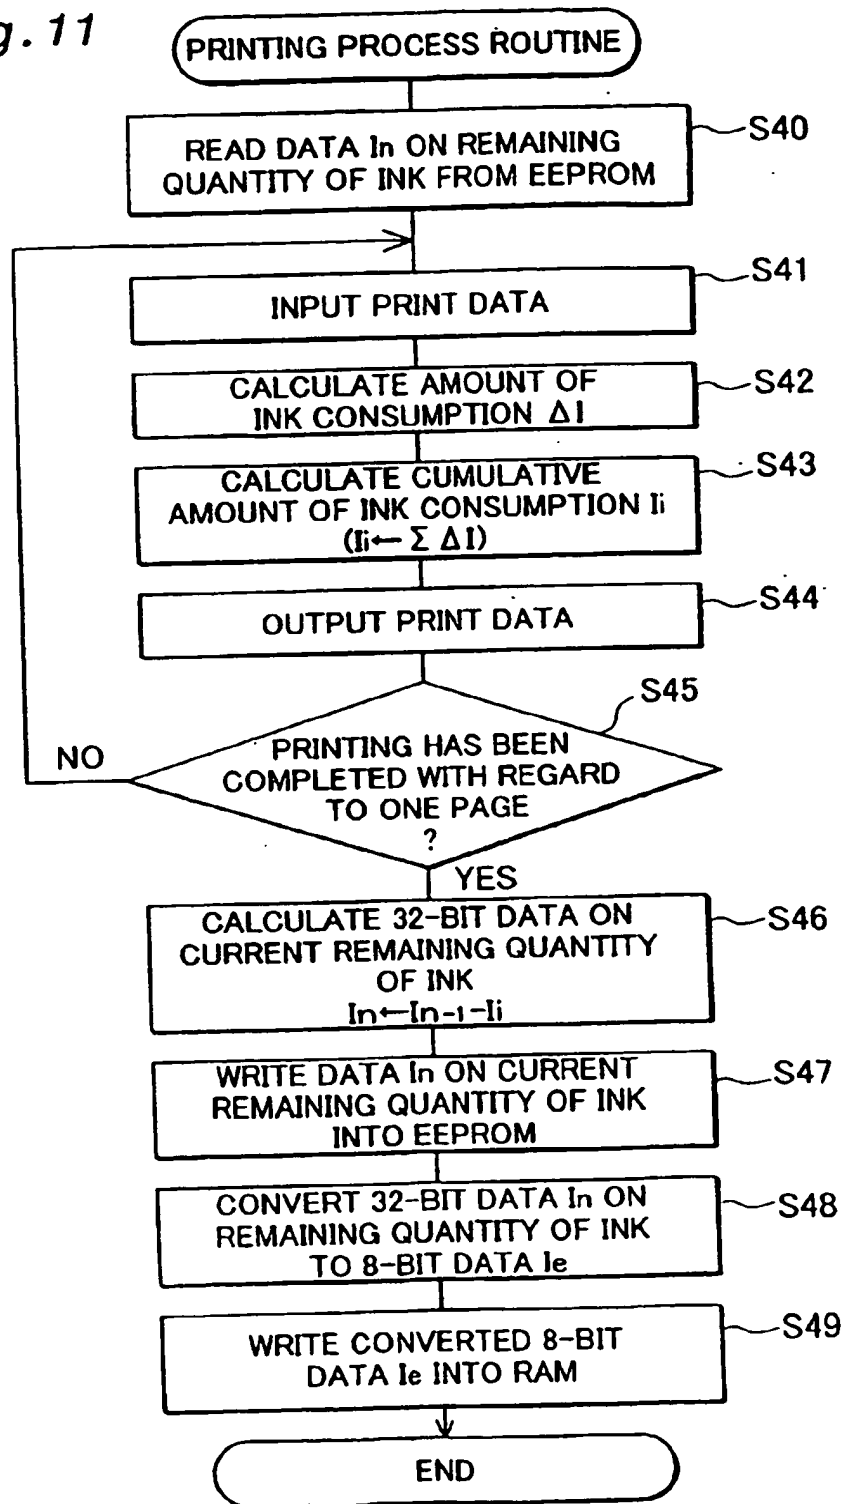 g.11
PRINTING PROCESS ROUTINE
S40
READ DATA In ON REMAINING
QUANTITY OF INK FROM EEPROM
S41
INPUT PRINT DATA
S42
CALCULATE AMOUNT OF
INK CONSUMPTION ΔI
S43
CALCULATE CUMULATIVE
AMOUNT OF INK CONSUMPTION Ii
(Ii← Σ ΔI)
S44
OUTPUT PRINT DATA
S45
NO
PRINTING HAS BEEN
COMPLETED WITH REGARD
TO ONE PAGE
?
YES
S46
CALCULATE 32-BIT DATA ON
CURRENT REMAINING QUANTITY
OF INK
In←In-1-Ii
S47
WRITE DATA In ON CURRENT
REMAINING QUANTITY OF INK
INTO EEPROM
S48
CONVERT 32-BIT DATA In ON
REMAINING QUANTITY OF INK
TO 8-BIT DATA Ie
S49
WRITE CONVERTED 8-BIT
DATA Ie INTO RAM
END